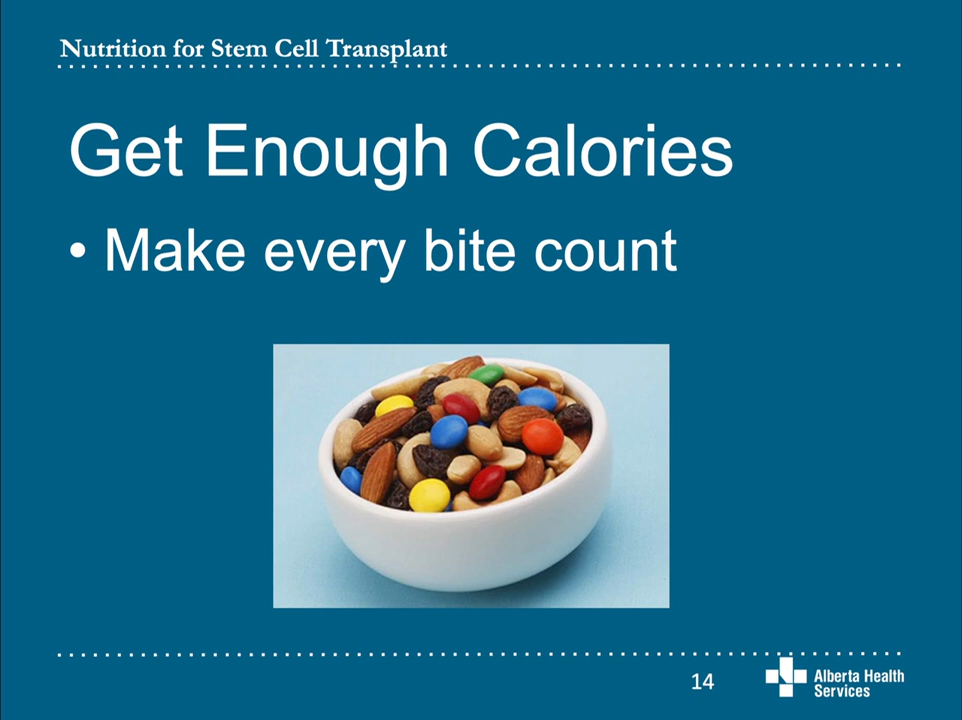 Nutrition for Stem Cell Transplant
Get Enough Calories
• Make every bite count
14
Alberta Health
Services